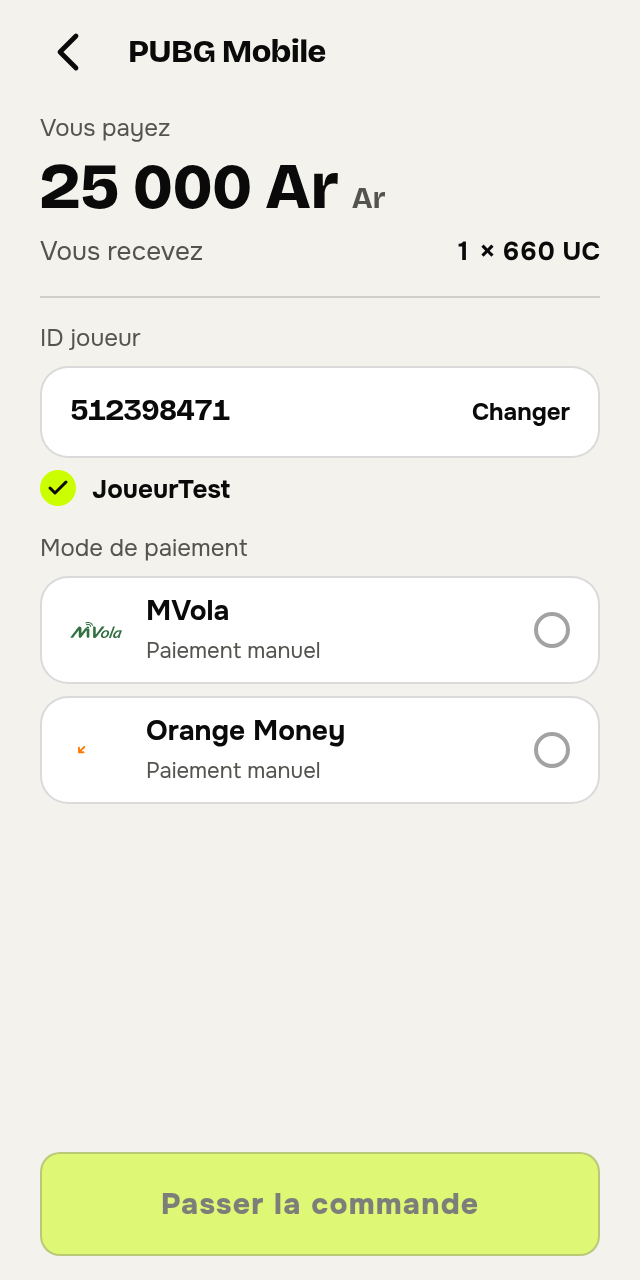 PUBG Mobile
Vous payez
25 000 Ar Ar
Vous recevez 1 × 660 UC
ID joueur
512398471 Changer
JoueurTest
Mode de paiement
MVola
MVola
Paiement manuel
Orange Money
Paiement manuel
Passer la commande